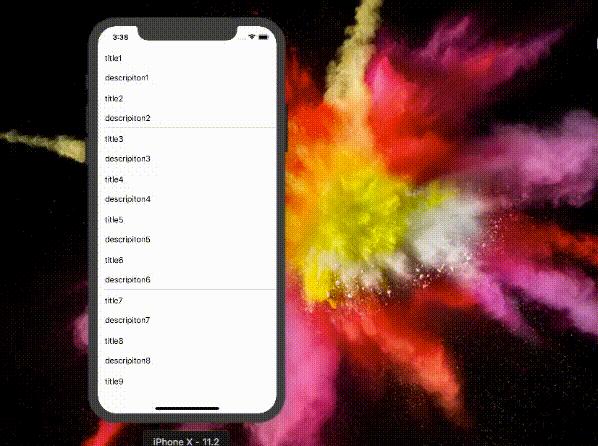 3:38
title1
descripiton1
title2
descripiton2
title3
descripiton3
title4
descripiton4
title5
descripiton5
title6
descripiton6
title7
descripiton7
title8
descripiton8
title9
iPhone X - 11.2